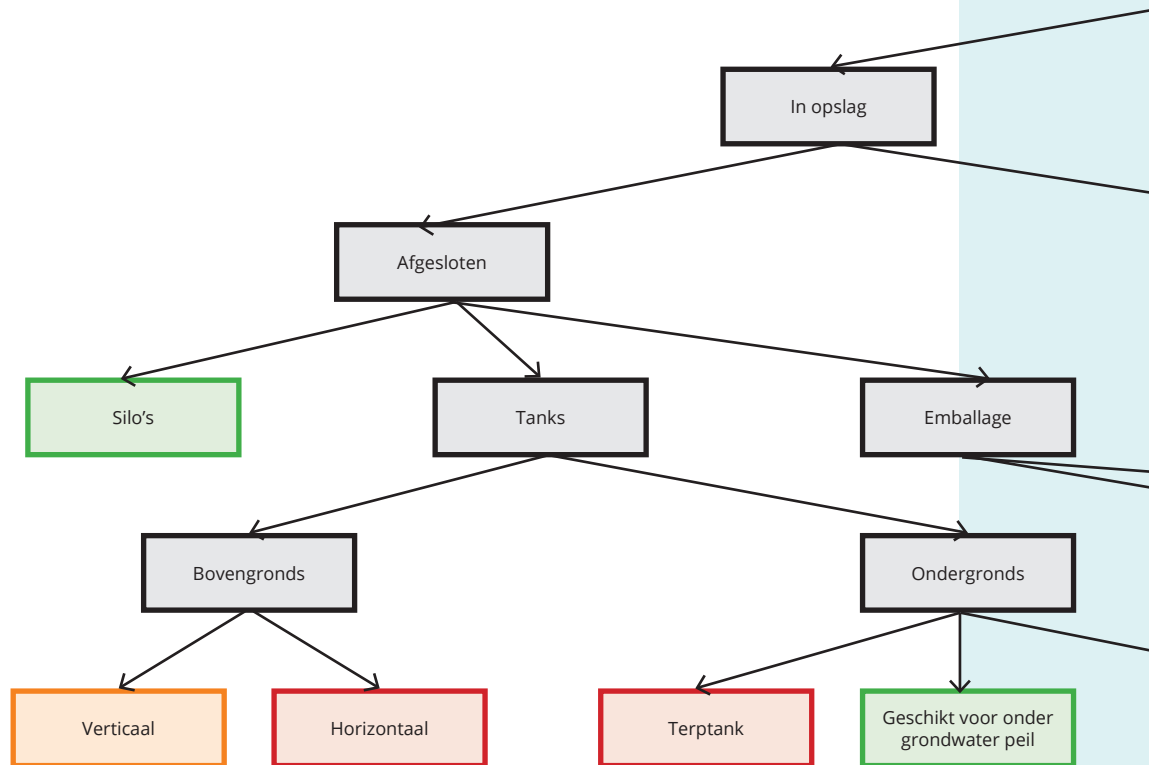 In opslag
Afgesloten
Silo’s
Tanks
Emballage
Bovengronds
Ondergronds
Verticaal
Horizontaal
Terptank
Geschikt voor onder
grondwater peil